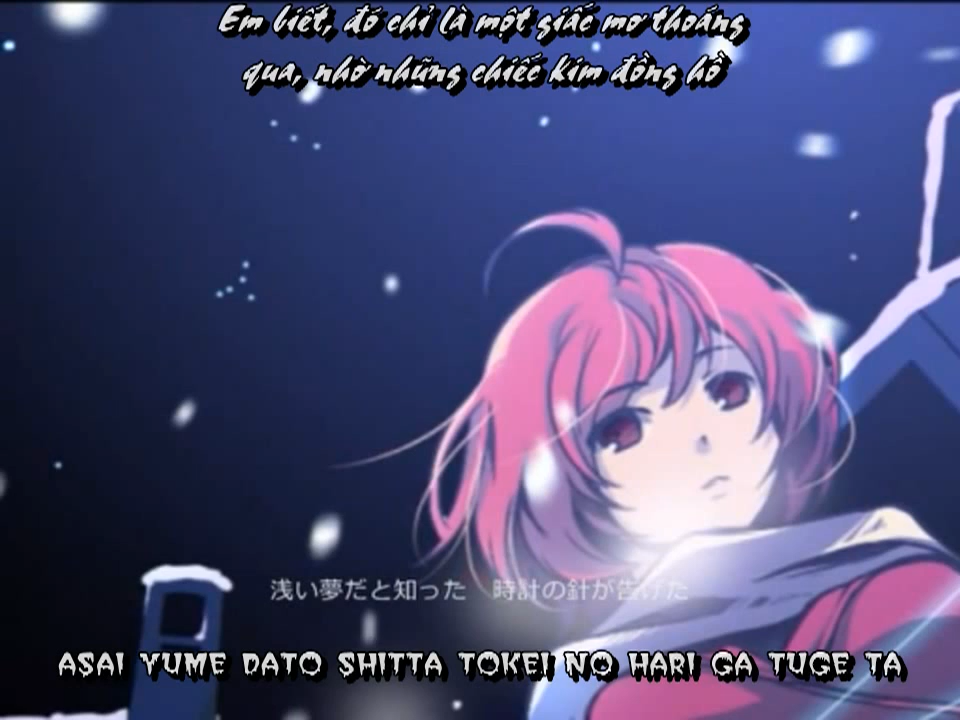 Em biết, đó chỉ là một giấc mơ thoáng
qua, nhờ những chiếc kim đồng hồ
浅い夢だと知った 時計の針が告げた
ASAI YUME DATO SHITTA TOKEI NO HARI GA TUGE TA